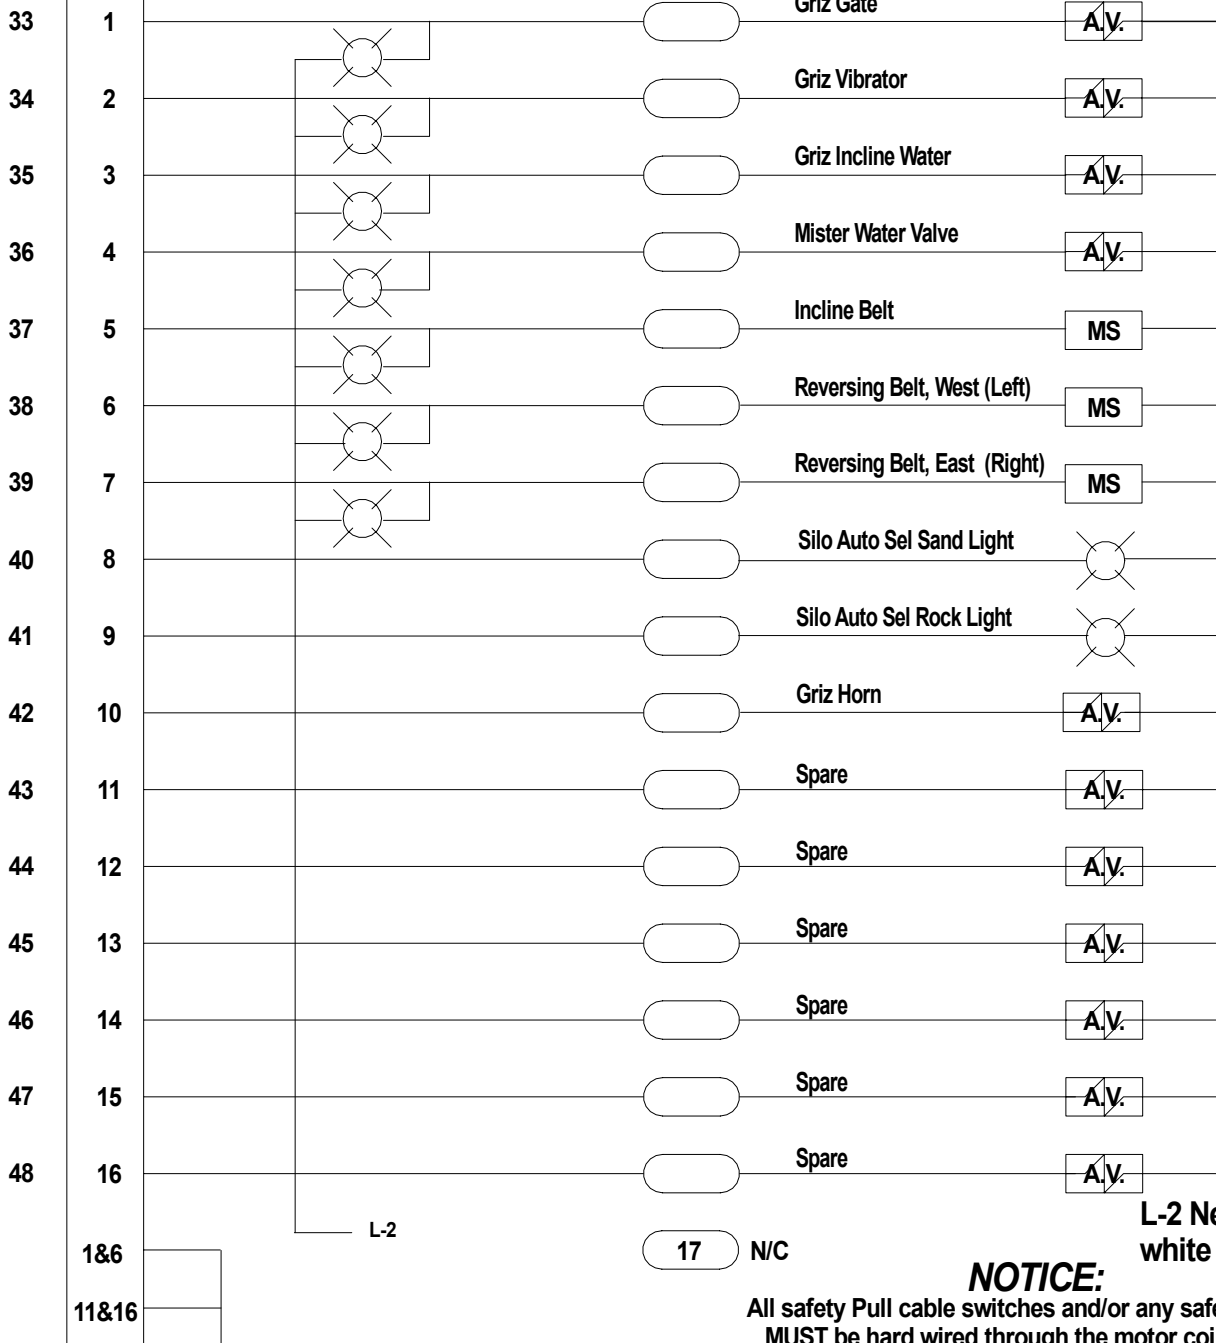 33 1 Griz Gate A.V.
34 2 Griz Vibrator A.V.
35 3 Griz Incline Water A.V.
36 4 Mister Water Valve A.V.
37 5 Incline Belt MS
38 6 Reversing Belt, West (Left) MS
39 7 Reversing Belt, East (Right) MS
40 8 Silo Auto Sel Sand Light
41 9 Silo Auto Sel Rock Light
42 10 Griz Horn A.V.
43 11 Spare A.V.
44 12 Spare A.V.
45 13 Spare A.V.
46 14 Spare A.V.
47 15 Spare A.V.
48 16 Spare A.V.
L-2
L-2 Ne
1&6 17 N/C white
NOTICE:
11&16
All safety Pull cable switches and/or any safe
MUST be hard wired through the motor coi